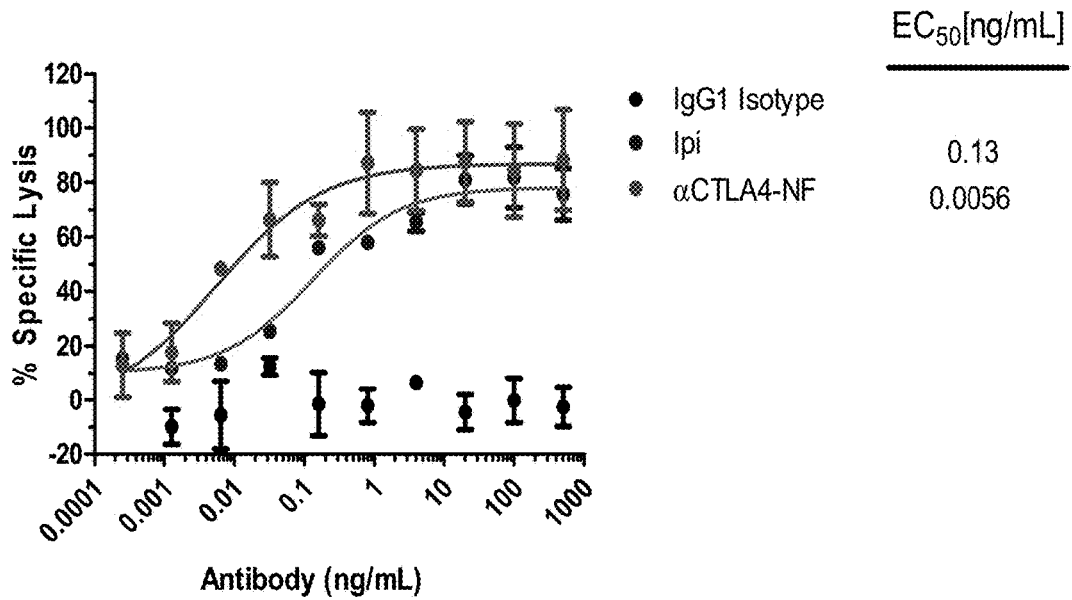 EC50[ng/mL]
IgG1 Isotype
Ipi 0.13
αCTLA4-NF 0.0056
% Specific Lysis
120
100
80
60
40
20
0
-20
0.0001 0.001 0.01 0.1 1 10 100 1000
Antibody (ng/mL)